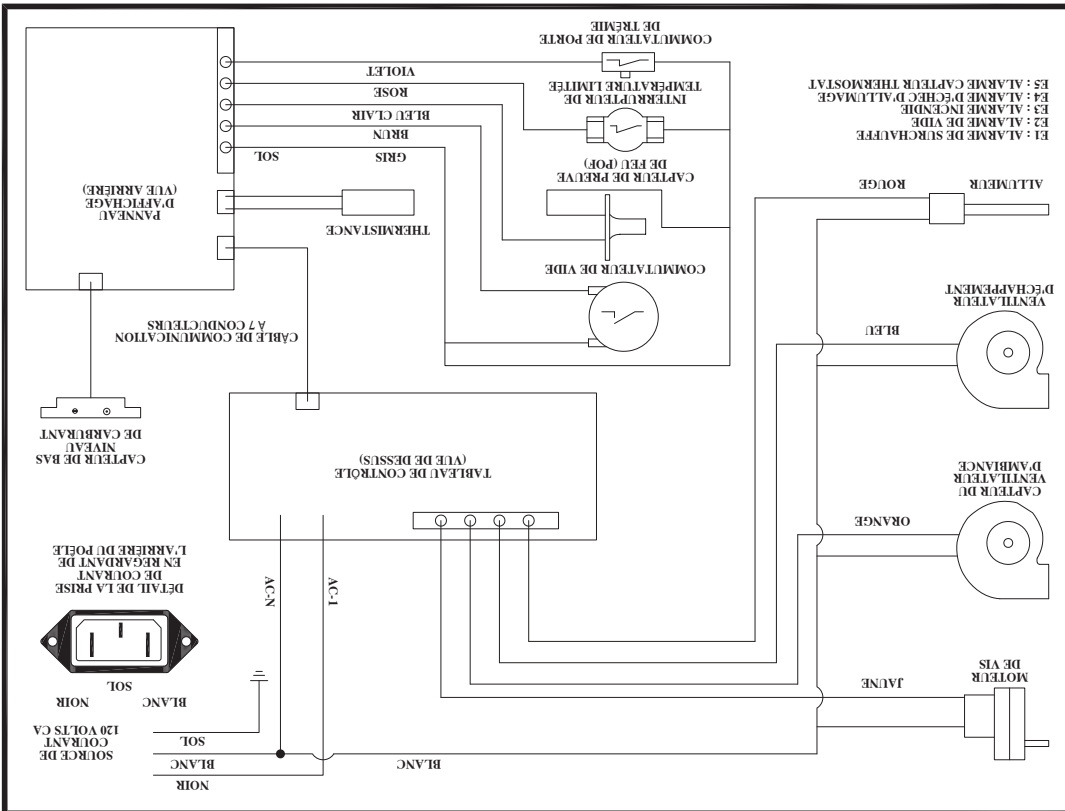 MOTEUR
DE VIS
JAUNE
BLANC
NOIR
BLANC
SOL
SOURCE DE
COURANT
120 VOLTS CA
BLANC
NOIR
SOL
DÉTAIL DE LA PRISE
DE COURANT
EN REGARDANT DE
L'ARRIÈRE DU POÊLE
AC-1
AC-N
CAPTEUR DU
VENTILATEUR
D'AMBIANCE
ORANGE
TABLEAU DE CONTRÔLE
(VUE DE DESSUS)
CAPTEUR DE BAS
NIVEAU
DE CARBURANT
VENTILATEUR
D'ÉCHAPPEMENT
BLEU
CÂBLE DE COMMUNICATION
À 7 CONDUCTEURS
COMMUTATEUR DE VIDE
THERMISTANCE
ALLUMEUR
ROUGE
CAPTEUR DE PREUVE
DE FEU (POF)
PANNEAU
D'AFFICHAGE
(VUE ARRIÈRE)
GRIS
SOL
BRUN
BLEU CLAIR
ROSE
VIOLET
INTERRUPTEUR DE
TEMPÉRATURE LIMITÉE
COMMUTATEUR DE PORTE
DE TRÉMIE
E1 : ALARME DE SURCHAUFFE
E2 : ALARME DE VIDE
E3 : ALARME INCENDIE
E4 : ALARME D'ÉCHEC D'ALLUMAGE
E5 : ALARME CAPTEUR THERMOSTAT